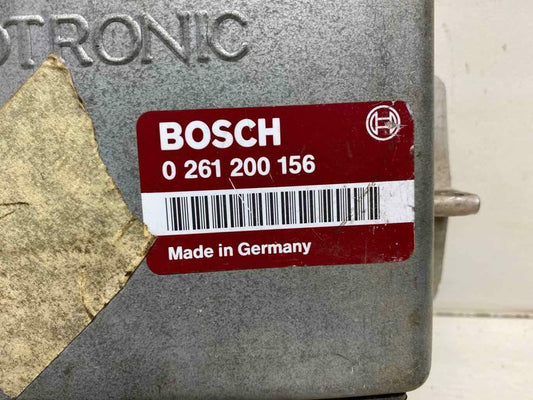 OTRONIC
BOSCH
0 261 200 156
Made in Germany